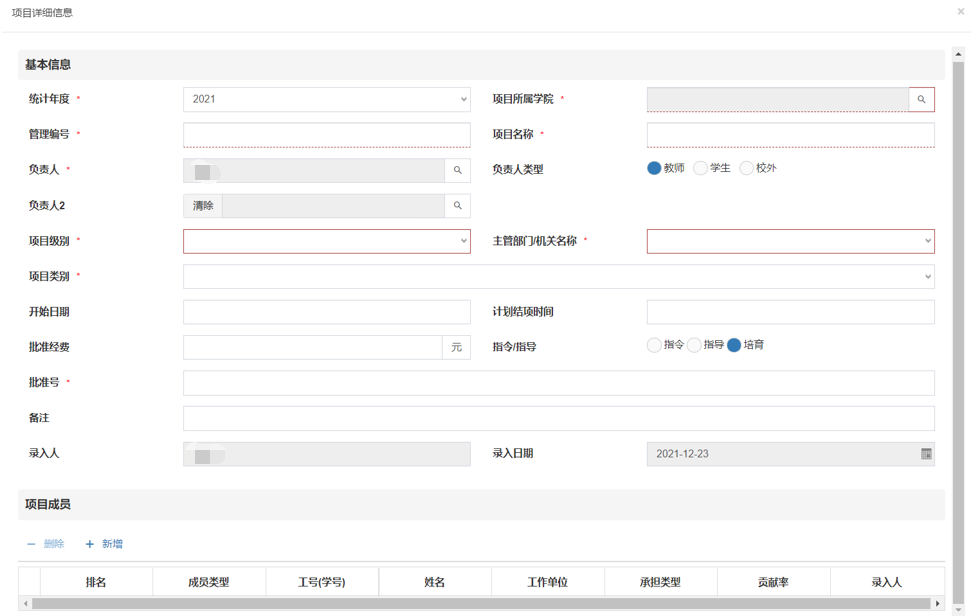 项目详细信息 ×
基本信息
统计年度 * 2021 项目所属学院 *
管理编号 * 项目名称 *
负责人 * 负责人类型 教师 学生 校外
负责人2 清除
项目级别 * 主管部门/机关名称 *
项目类别 *
开始日期 计划结项时间
批准经费 元 指令/指导 指令 指导 培育
批准号 *
备注
录入人 录入日期 2021-12-23
项目成员
删除 新增
排名 成员类型 工号(学号) 姓名 工作单位 承担类型 贡献率 录入人